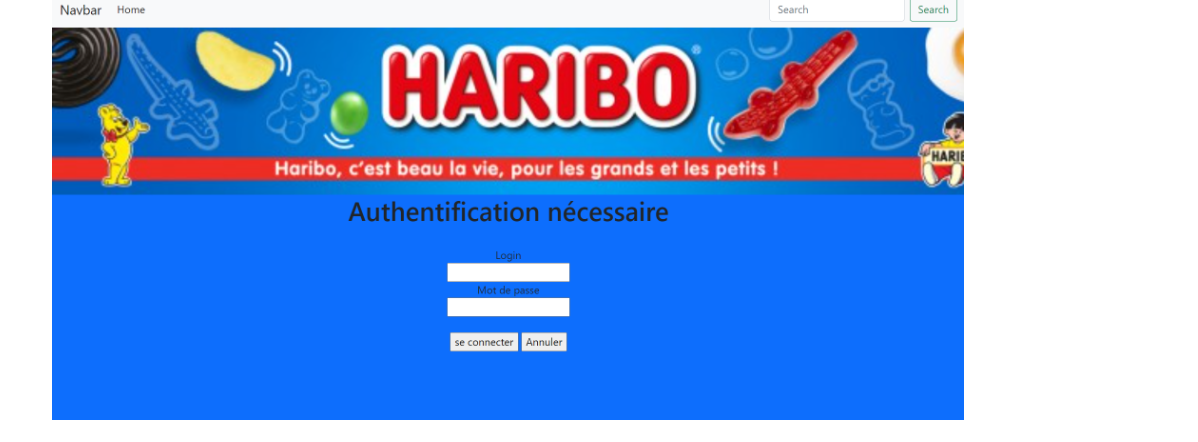 Navbar Home Search Search
HARIBO®
HARIB
Haribo, c'est beau la vie, pour les grands et les petits !
Authentification nécessaire
Login
Mot de passe
se connecter Annuler